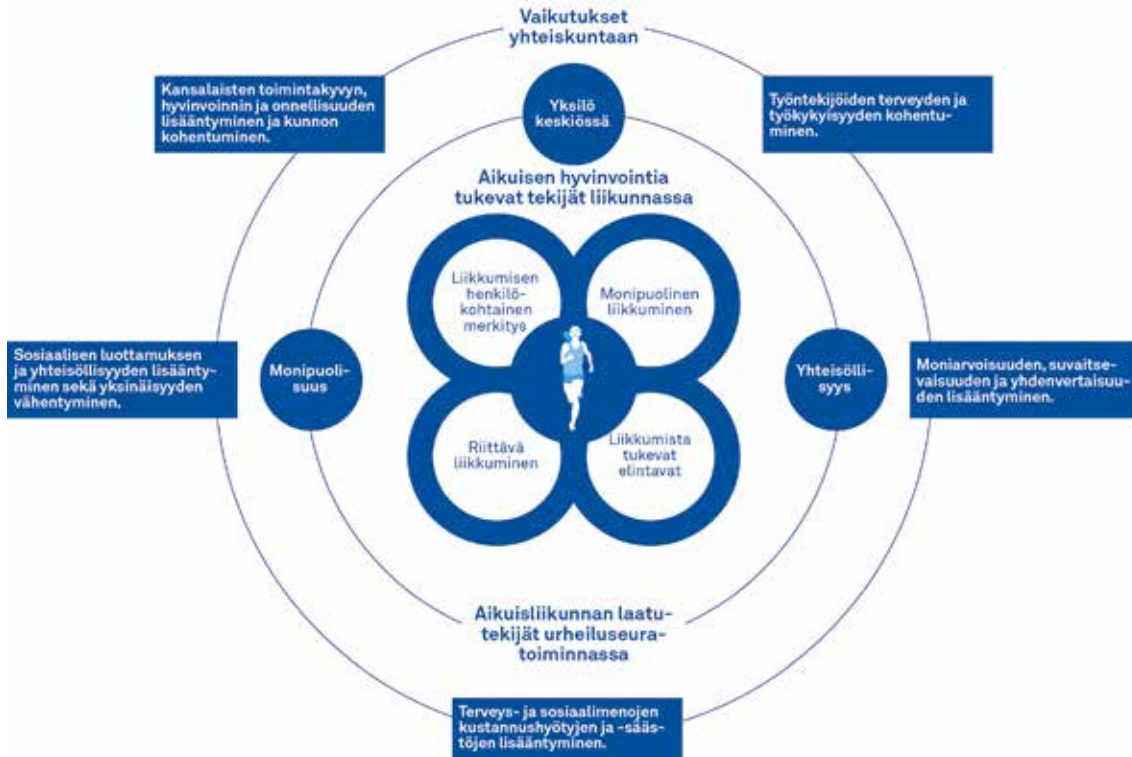 Vaikutukset
yhteiskuntaan
Kansalaisten toimintakyvyn,
hyvinvoinnin ja onnellisuuden
lisääntyminen ja kunnon
kohentuminen.
Yksilö
keskiössä
Työntekijöiden terveyden ja
työkykyisyyden kohentu-
minen.
Aikuisen hyvinvointia
tukevat tekijät liikunnassa
Liikkumisen
henkilö-
kohtainen
merkitys
Monipuolinen
liikkuminen
Sosiaalisen luottamuksen
ja yhteisöllisyyden lisäänty-
minen sekä yksinäisyyden
vähentyminen.
Monipuoli-
suus
Yhteisölli-
syys
Moniarvoisuuden, suvaitse-
vaisuuden ja yhdenvertaisuu-
den lisääntyminen.
Riittävä
liikkuminen
Liikkumista
tukevat
elintavat
Aikuisliikunnan laatu-
tekijät urheiluseura-
toiminnassa
Terveys- ja sosiaalimenojen
kustannushyötyjen ja -sääs-
töjen lisääntyminen.